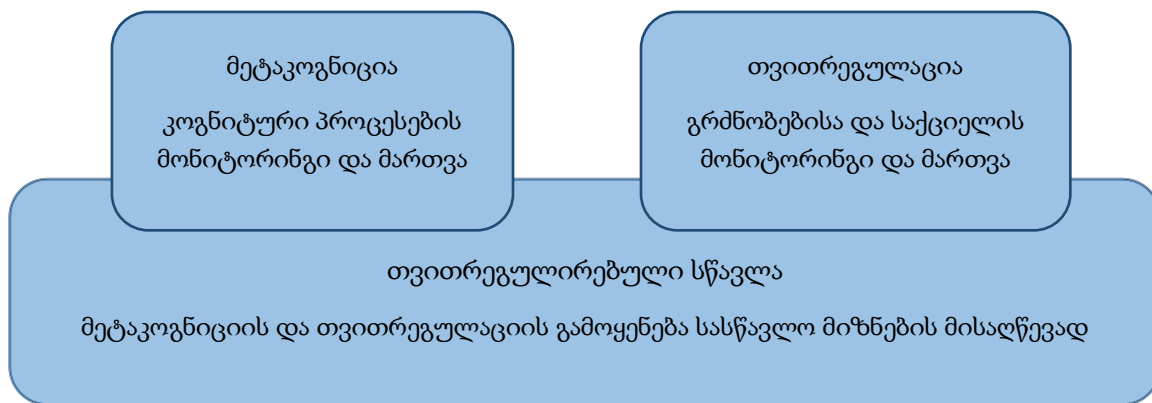 მეტაკოგნიცია
კოგნიტური პროცესების
მონიტორინგი და მართვა
თვითრეგულაცია
გრძნობებისა და საქციელის
მონიტორინგი და მართვა
თვითრეგულირებული სწავლა
მეტაკოგნიციის და თვითრეგულაციის გამოყენება სასწავლო მიზნების მისაღწევად